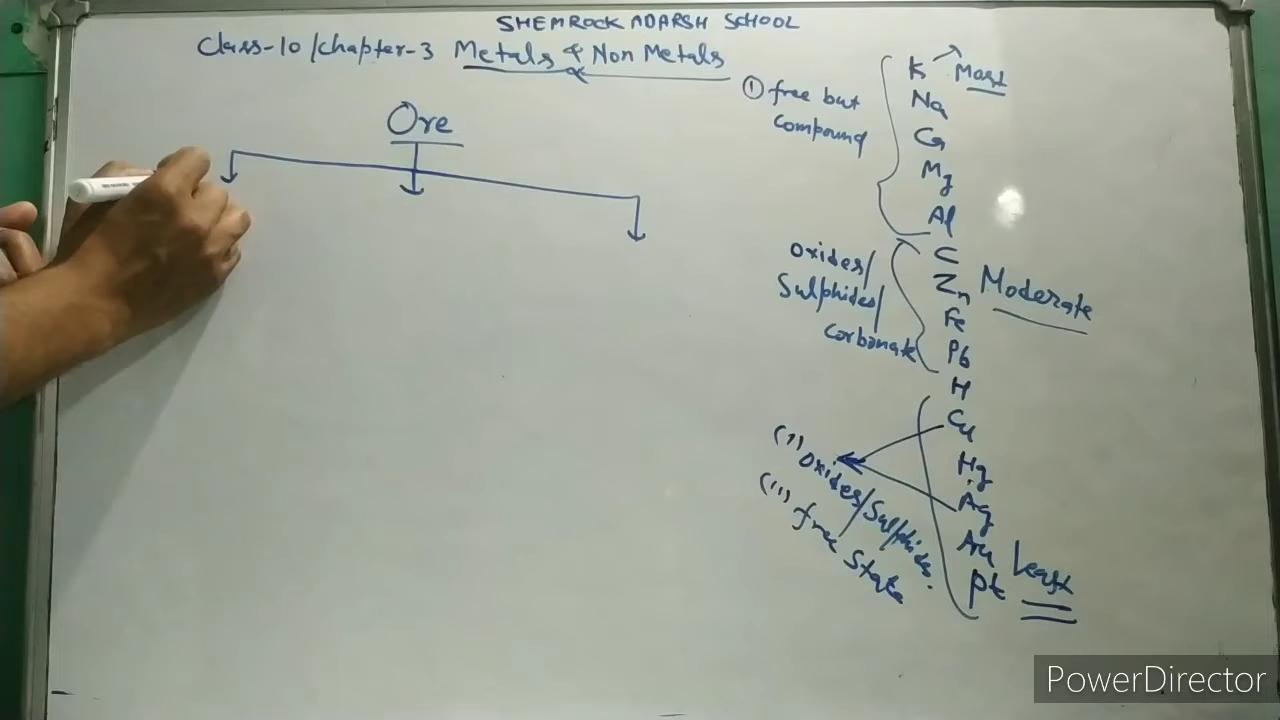 SHEMROCK ADARSH SCHOOL
Class-10/chapter-3 Metals & Non Metals
Ore
① free but
compound
K Most
Na
Ca
Mg
Al
Oxides/
Sulphides/
Carbonate
C
Zn Moderate
Fe
Pb
H
Cu
Hg
Ag
Au Least
Pt
(i) Oxides/Sulphides.
(ii) free State
PowerDirector